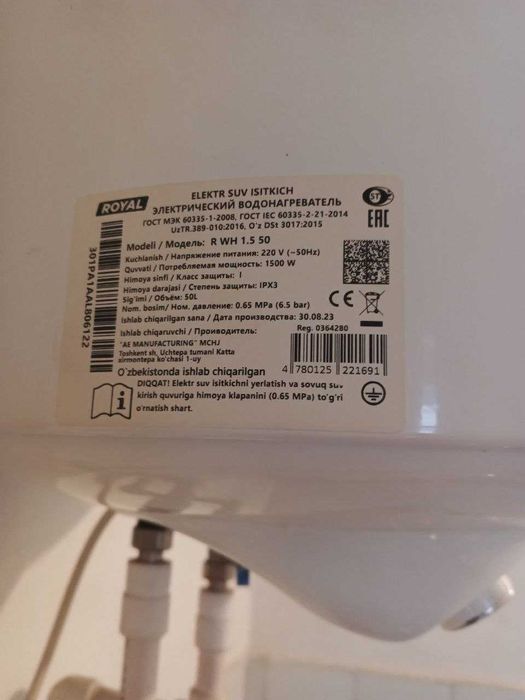 ROYAL
ELEKTR SUV ISITKICH
ЭЛЕКТРИЧЕСКИЙ ВОДОНАГРЕВАТЕЛЬ
ГОСТ МЭК 60335-1-2008, ГОСТ IEC 60335-2-21-2014
UzTR.389-010:2016, O'z DSt 3017:2015
ST
EAC
301PA1AAL806122
Modeli / Модель: R WH 1.5 50
Kuchlanish / Напряжение питания: 220 V (~50Hz)
Quvvati / Потребляемая мощность: 1500 W
Himoya sinfi / Класс защиты: I
Himoya darajasi / Степень защиты: IPX3
Sig'imi / Объём: 50L
Nom. bosim/ Ном. давление: 0.65 MPa (6.5 bar)
Ishlab chiqarilgan sana / Дата производства: 30.08.23
CE
Ishlab chiqaruvchi / Проиводитель:
"AE MANUFACTURING" MCHJ
Toshkent sh, Uchtepa tumani Katta
xirmontepa ko'chasi 1-uy
Reg. 0364280
4 780125 221691
O'zbekistonda ishlab chiqarilgan
DIQQAT! Elektr suv isitkichni yerlatish va sovuq suv
kirish quvuriga himoya klapanini (0.65 MPa) to'g'ri
o'rnatish shart.